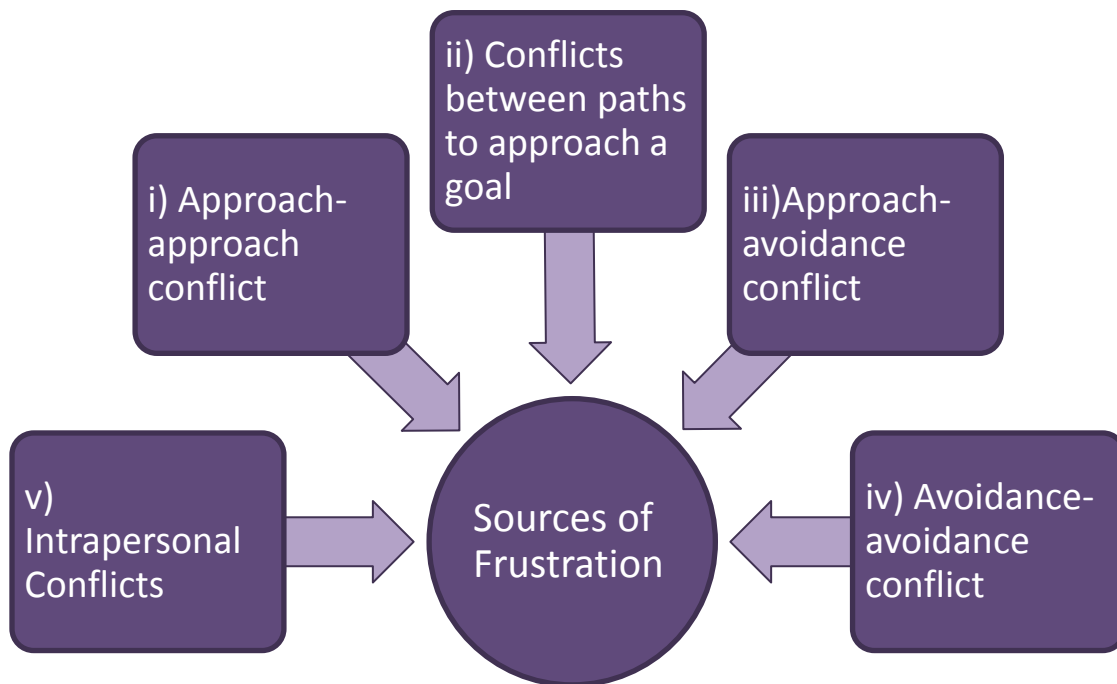 i) Approach-
approach
conflict
ii) Conflicts
between paths
to approach a
goal
iii)Approach-
avoidance
conflict
iv) Avoidance-
avoidance
conflict
v)
Intrapersonal
Conflicts
Sources of
Frustration